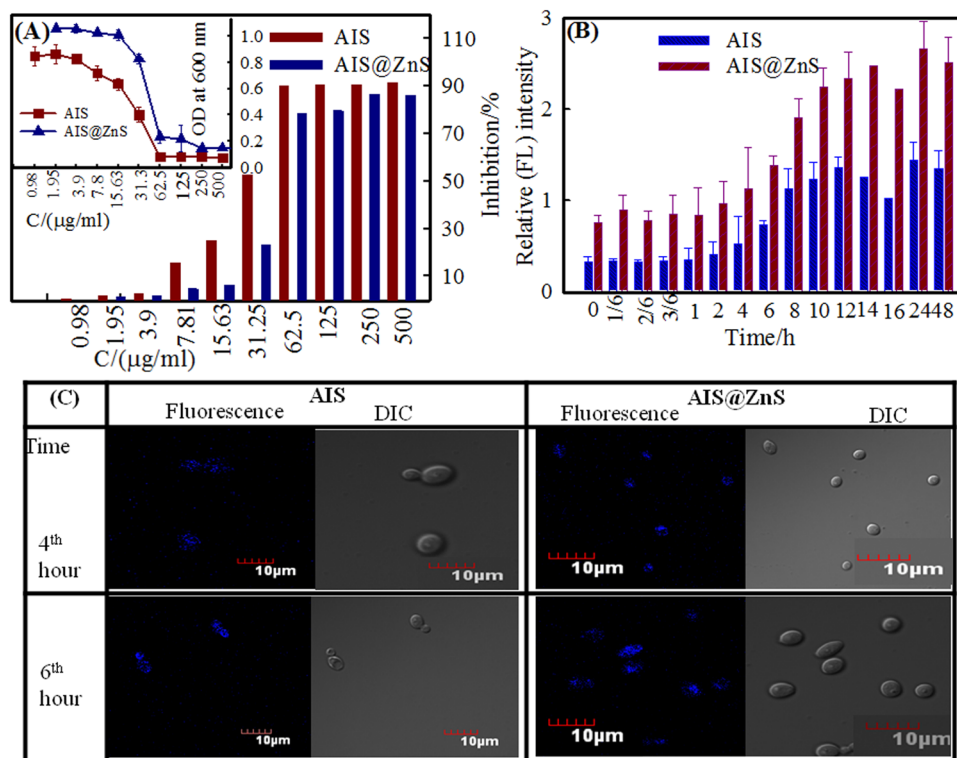 (A)
AIS
AIS@ZnS
OD at 600 nm
1.0
0.8
0.6
0.4
0.2
0.0
0.98
1.95
3.9
7.8
15.63
31.3
62.5
125
250
500
C/(µg/ml)
AIS
AIS@ZnS
110
90
70
50
30
10
Inhibition/%
0.98
1.95
3.9
7.81
15.63
31.25
62.5
125
250
500
C/(µg/ml)
(B)
AIS
AIS@ZnS
Relative (FL) intensity
3
2
1
0
0 1/6 2/6 3/6 1 2 4 6 8 10 12 14 16 24 48
Time/h
(C)
AIS
AIS@ZnS
Fluorescence DIC
Fluorescence DIC
Time
4th
hour
10µm
10µm
10µm
10µm
6th
hour
10µm
10µm
10µm
10µm